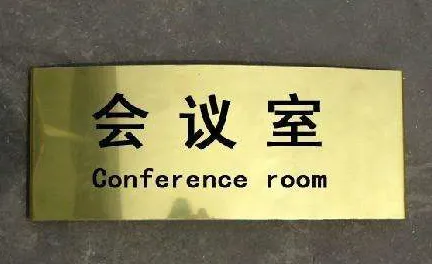 会议室
Conference room